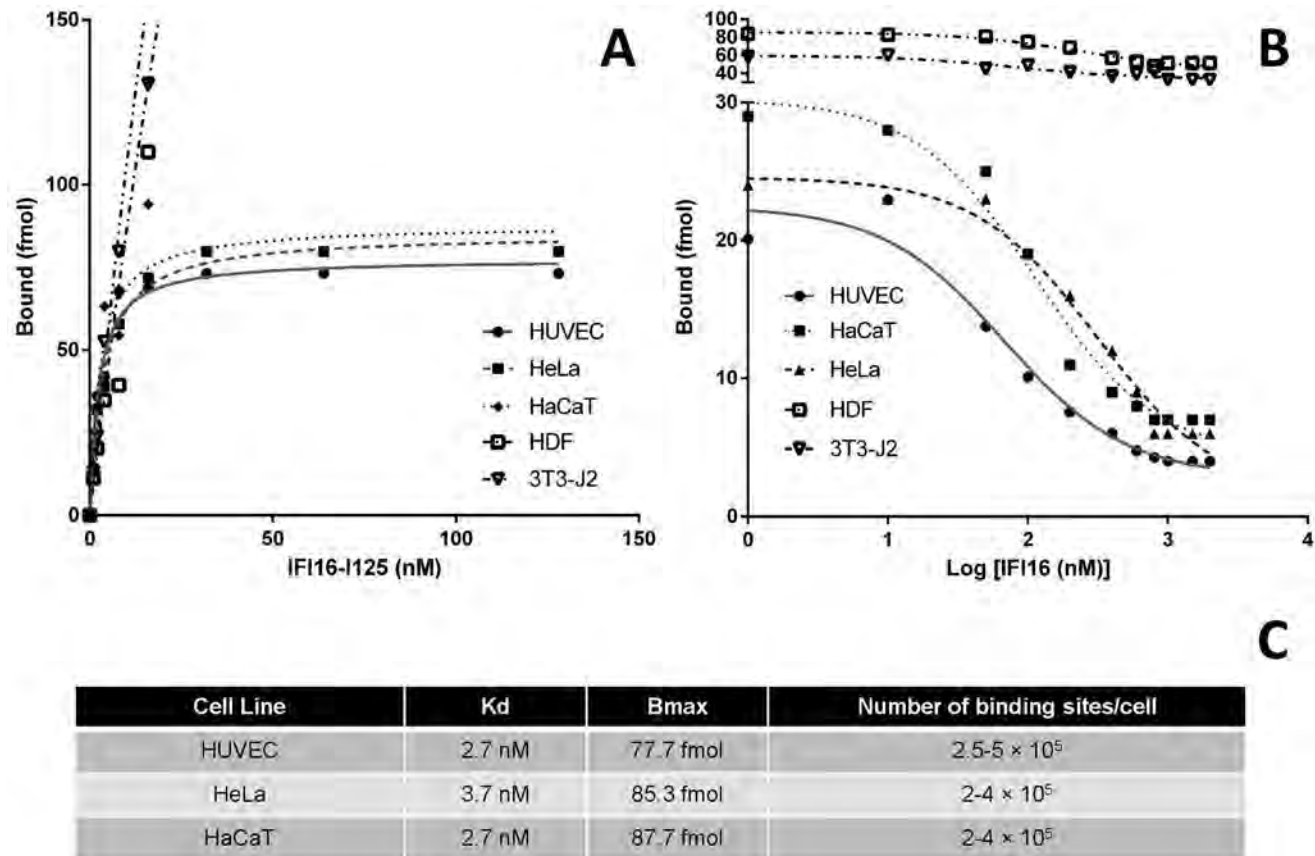 A
150
100
50
0
Bound (fmol)
0 50 100 150
IFI16-I125 (nM)
HUVEC
HeLa
HaCaT
HDF
3T3-J2
B
100
80
60
40
30
20
10
0
Bound (fmol)
0 1 2 3 4
Log [IFI16 (nM)]
HUVEC
HaCaT
HeLa
HDF
3T3-J2
C
Cell Line Kd Bmax Number of binding sites/cell
HUVEC 2.7 nM 77.7 fmol 2.5-5 × 10⁵
HeLa 3.7 nM 85.3 fmol 2-4 × 10⁵
HaCaT 2.7 nM 87.7 fmol 2-4 × 10⁵